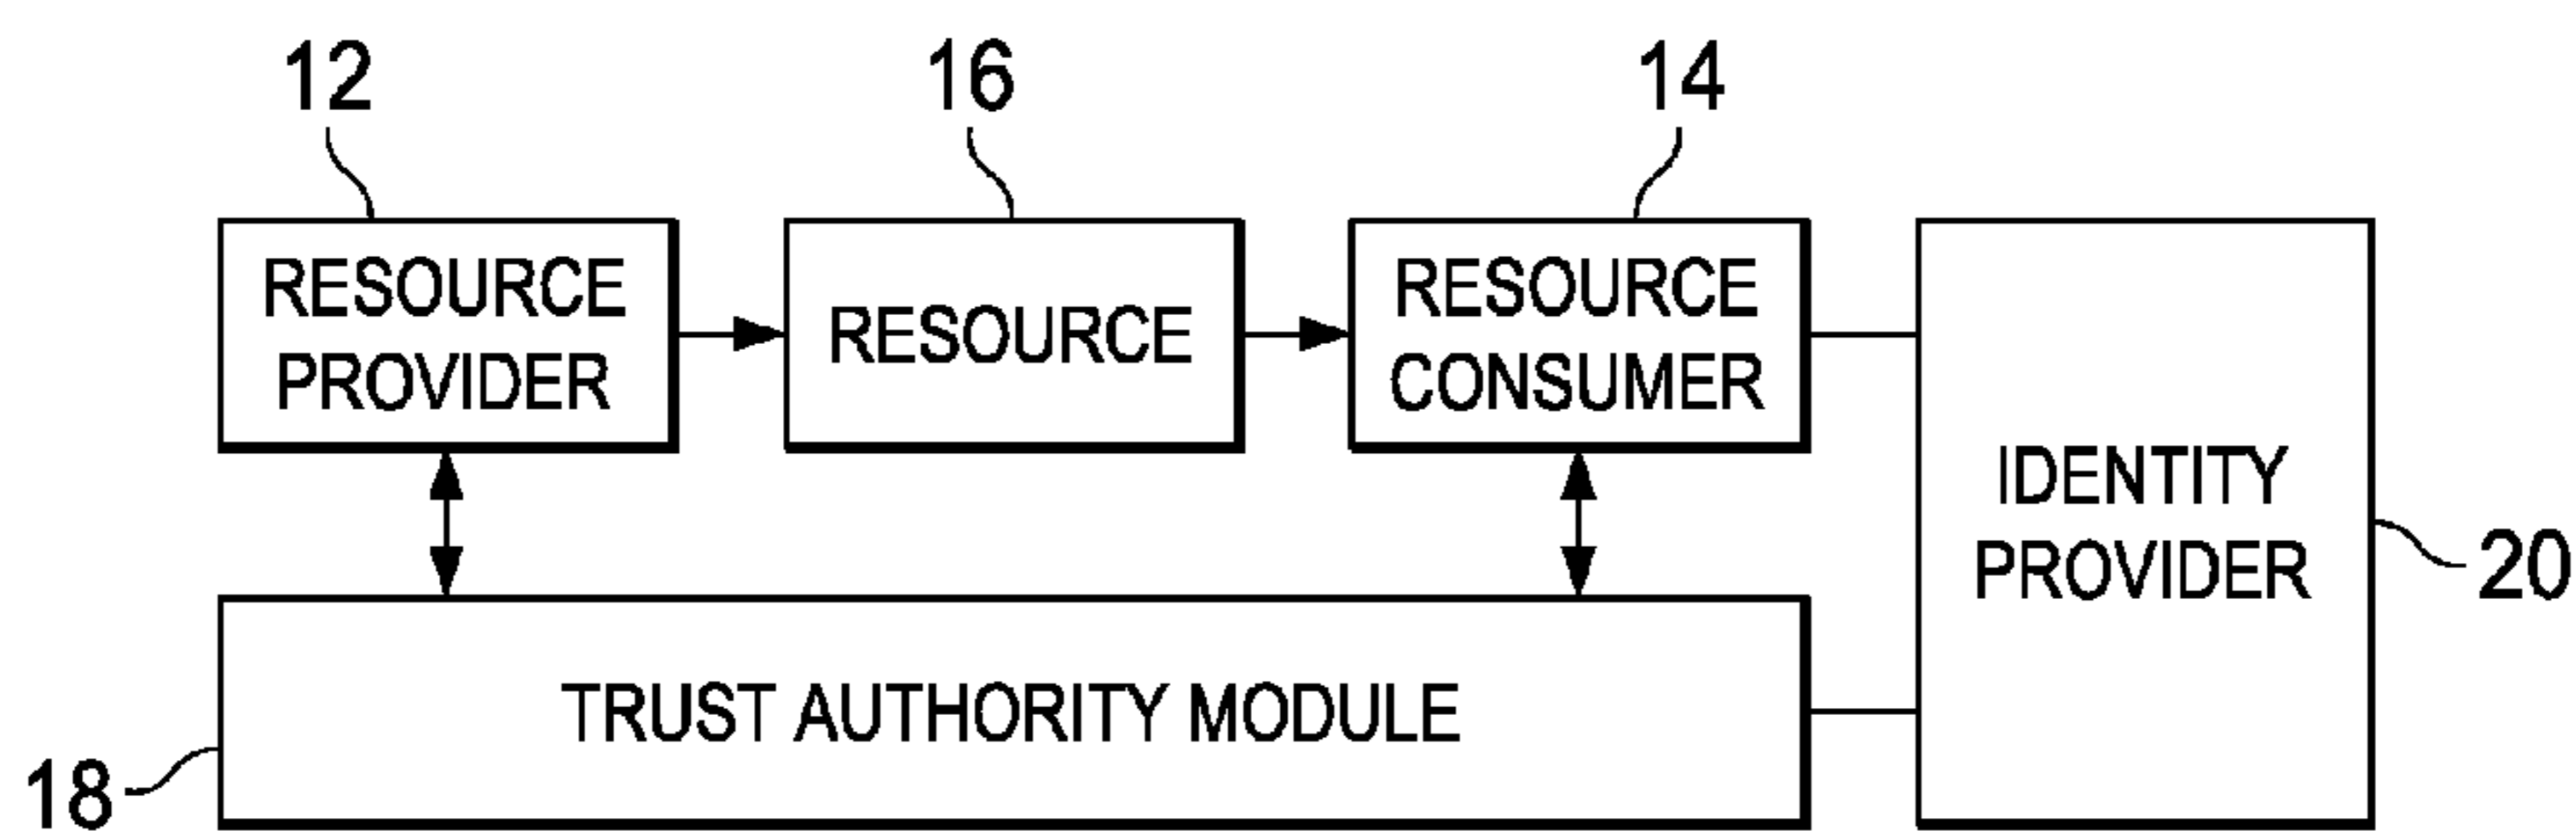 12
16
14
RESOURCE
PROVIDER
RESOURCE
RESOURCE
CONSUMER
IDENTITY
PROVIDER
20
TRUST AUTHORITY MODULE
18